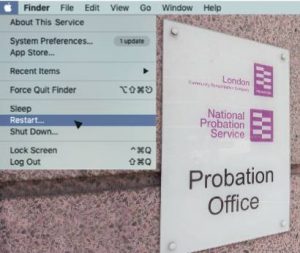 Finder File Edit View Go Window Help
About This Service
System Preferences... 1 update
App Store...
Recent Items
Force Quit Finder ⌥⇧⌘⎋
Sleep
Restart...
Shut Down...
Lock Screen ^⌘Q
Log Out ⇧⌘Q
London
Community Rehabilitation Company
National
Probation
Service
Probation
Office